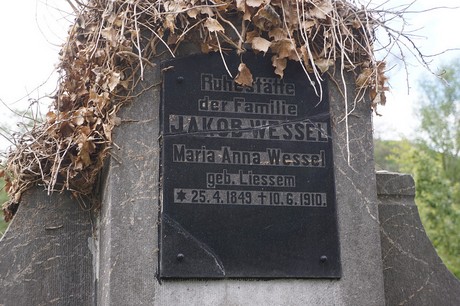 Ruhestätte
der Familie
JAKOB WESSEL
Maria Anna Wessel
geb. Liessem
* 25.4.1849 + 10.6.1910.